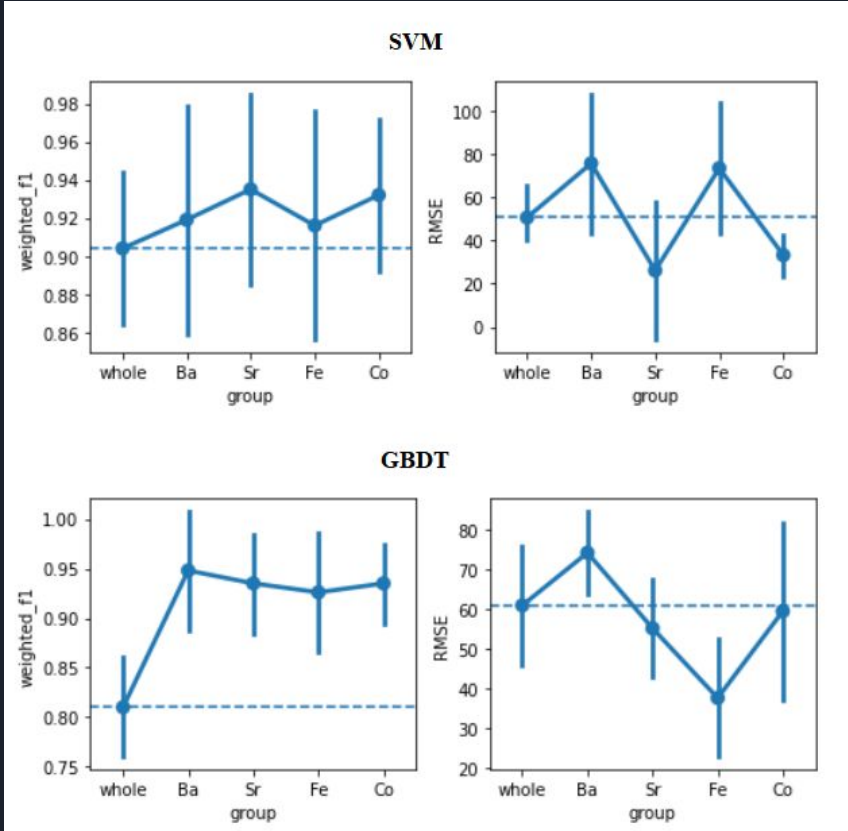 SVM
0.98
0.96
0.94
0.92
0.90
0.88
0.86
weighted_f1
whole Ba Sr Fe Co
group
100
80
60
40
20
0
RMSE
whole Ba Sr Fe Co
group
GBDT
1.00
0.95
0.90
0.85
0.80
0.75
weighted_f1
whole Ba Sr Fe Co
group
80
70
60
50
40
30
20
RMSE
whole Ba Sr Fe Co
group